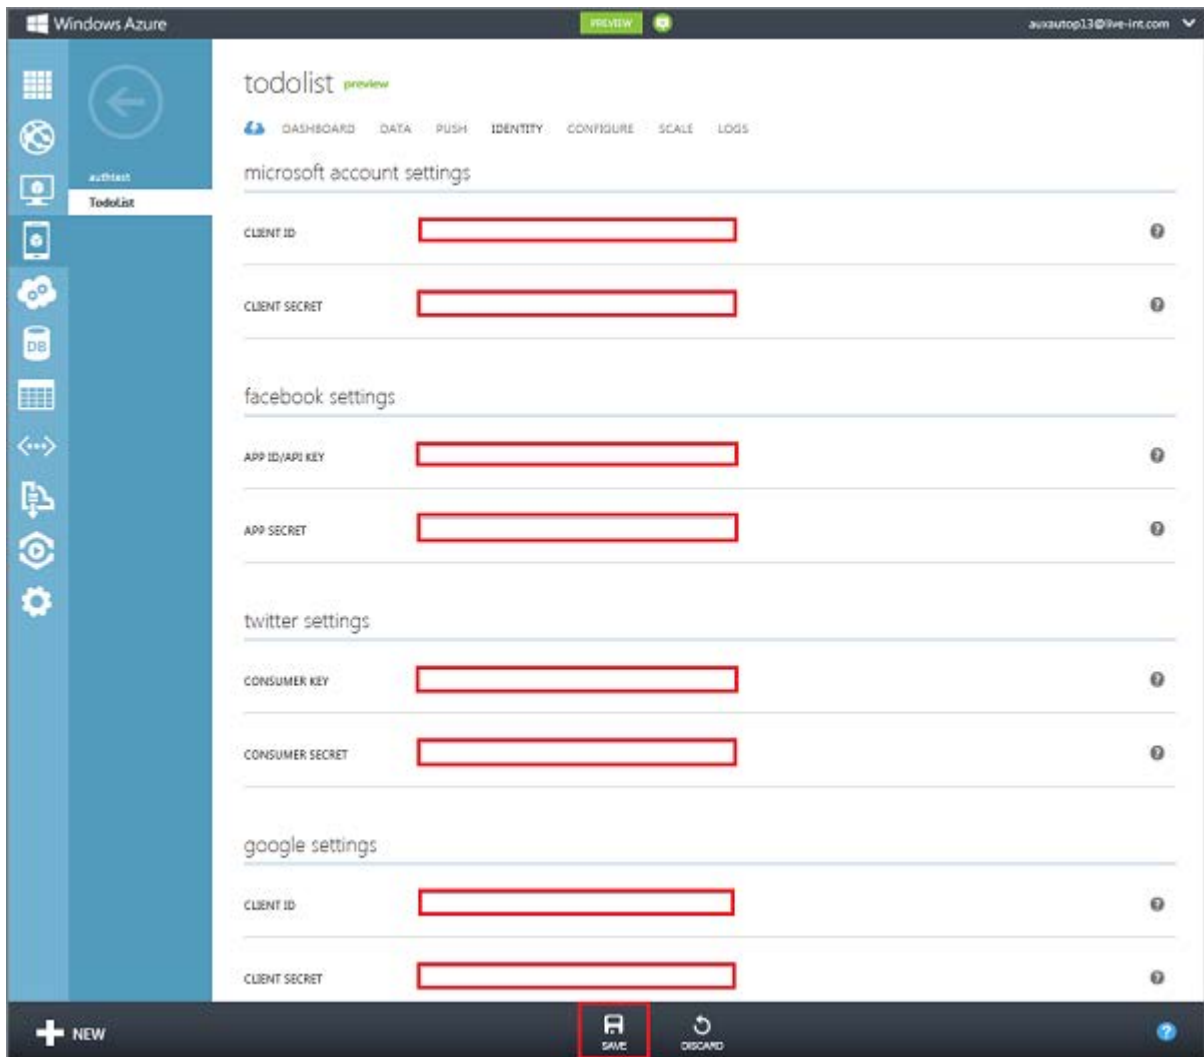 Windows Azure PREVIEW auxautop13@live-int.com
todolist preview
DASHBOARD DATA PUSH IDENTITY CONFIGURE SCALE LOGS
authtest
TodoList
microsoft account settings
CLIENT ID
CLIENT SECRET
DB
facebook settings
APP ID/API KEY
APP SECRET
twitter settings
CONSUMER KEY
CONSUMER SECRET
google settings
CLIENT ID
CLIENT SECRET
NEW SAVE DISCARD